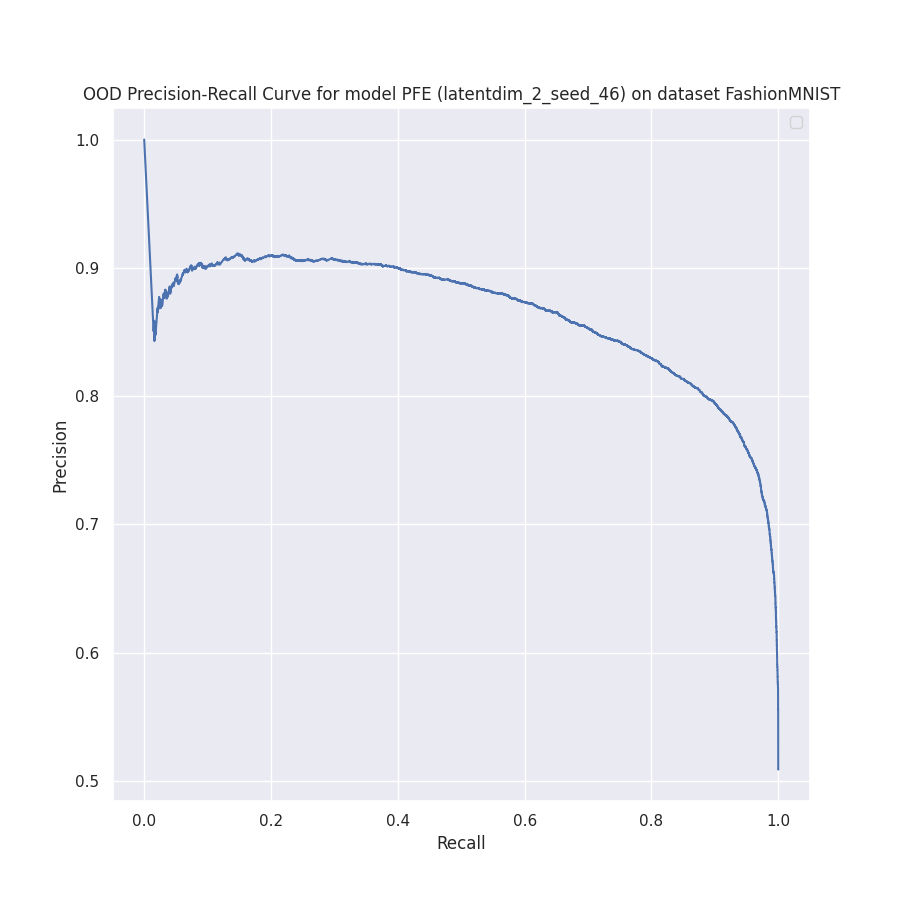 OOD Precision-Recall Curve for model PFE (latentdim_2_seed_46) on dataset FashionMNIST
1.0
0.9
0.8
0.7
0.6
0.5
Precision
0.0 0.2 0.4 0.6 0.8 1.0
Recall